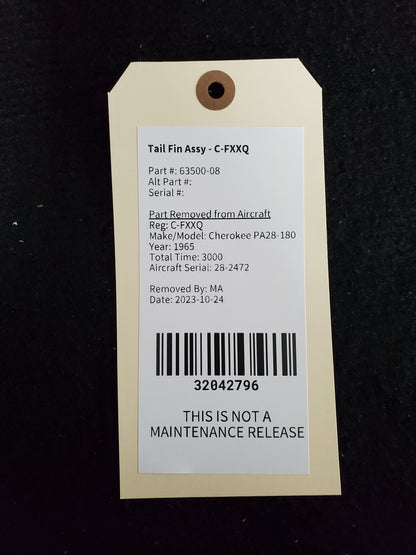 Tail Fin Assy - C-FXXQ
Part #: 63500-08
Alt Part #:
Serial #:
Part Removed from Aircraft
Reg: C-FXXQ
Make/Model: Cherokee PA28-180
Year: 1965
Total Time: 3000
Aircraft Serial: 28-2472
Removed By: MA
Date: 2023-10-24
32042796
THIS IS NOT A
MAINTENANCE RELEASE